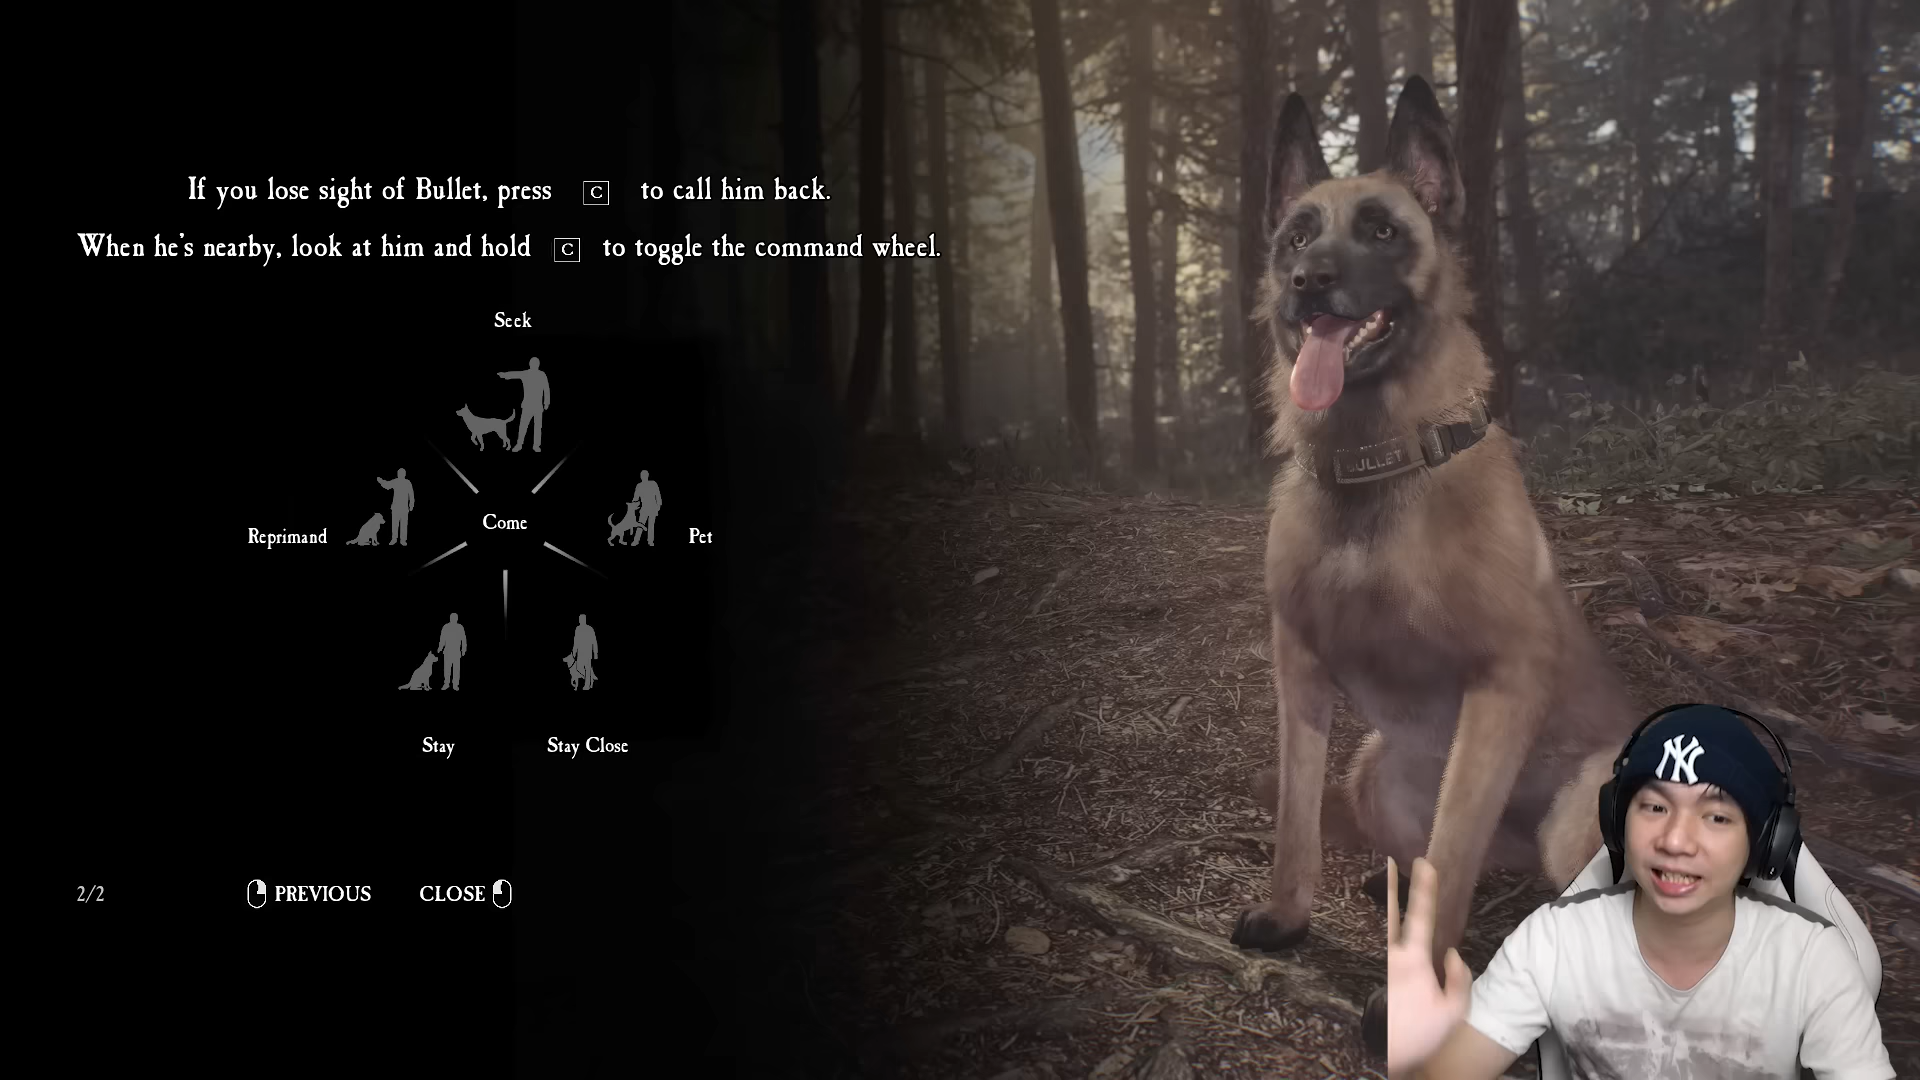 If you lose sight of Bullet, press C to call him back.
When he's nearby, look at him and hold C to toggle the command wheel.
Seek
Reprimand
Come
Pet
Stay
Stay Close
2/2
PREVIOUS
CLOSE
BULLET
NY